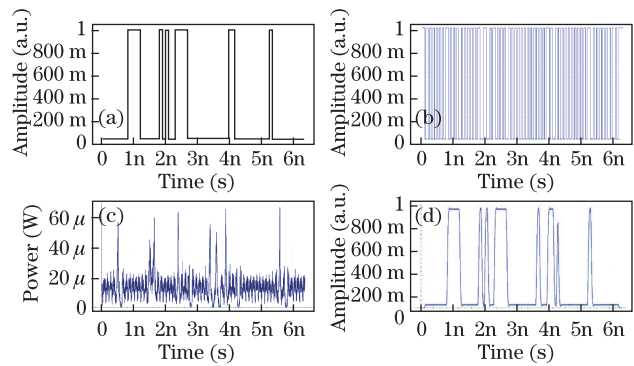 1
800 m
600 m
400 m
200 m
0
Amplitude (a.u.)
(a)
0 1n 2n 3n 4n 5n 6n
Time (s)
1
800 m
600 m
400 m
200 m
0
Amplitude (a.u.)
(b)
0 1n 2n 3n 4n 5n 6n
Time (s)
60 μ
40 μ
20 μ
0
Power (W)
(c)
0 1n 2n 3n 4n 5n 6n
Time (s)
1
800 m
600 m
400 m
200 m
0
Amplitude (a.u.)
(d)
0 1n 2n 3n 4n 5n 6n
Time (s)